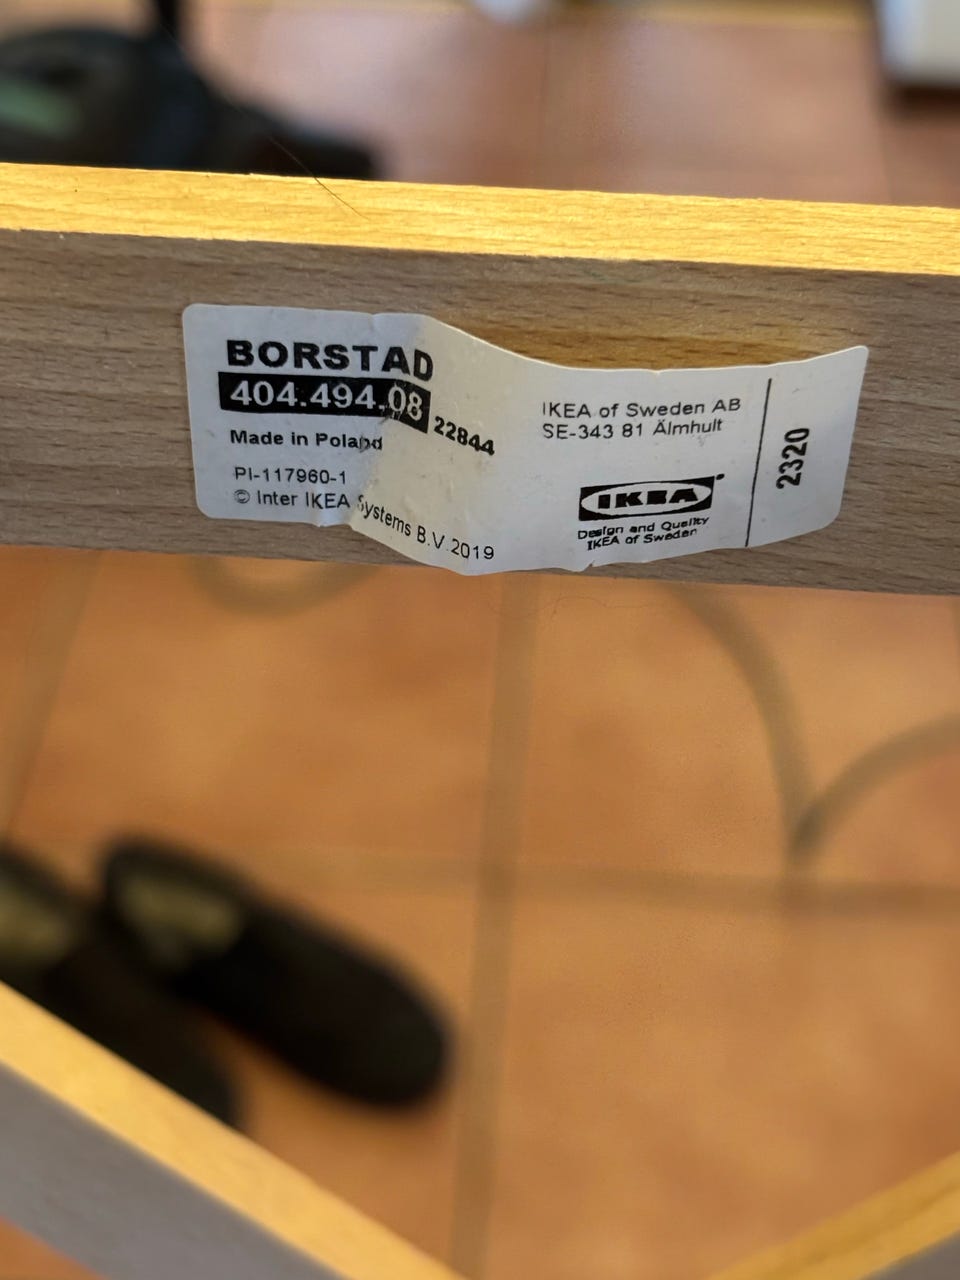 BORSTAD
404.494.08
22844
Made in Poland
PI-117960-1
© Inter IKEA Systems B.V. 2019
IKEA of Sweden AB
SE-343 81 Älmhult
IKEA
Design and Quality
IKEA of Sweden
2320